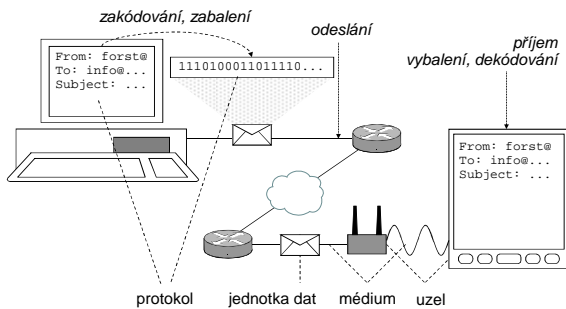 zakódování, zabalení
odeslání
příjem
vybalení, dekódování
From: forst@
To: info@...
Subject: ...
1110100011011110...
From: forst@
To: info@...
Subject: ...
protokol
jednotka dat
médium
uzel